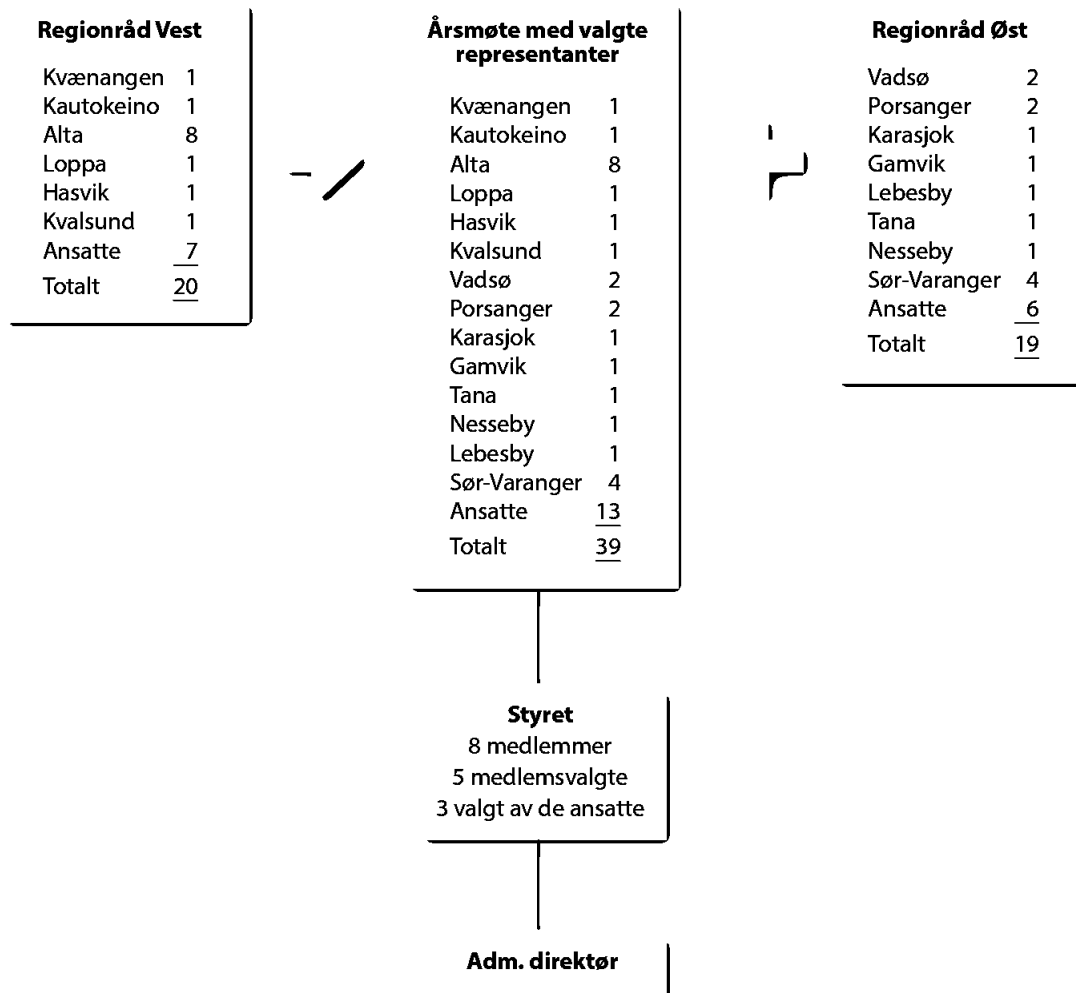 Regionråd Vest
Kvænangen 1
Kautokeino 1
Alta 8
Loppa 1
Hasvik 1
Kvalsund 1
Ansatte 7
Totalt 20
Årsmøte med valgte
representanter
Kvænangen 1
Kautokeino 1
Alta 8
Loppa 1
Hasvik 1
Kvalsund 1
Vadsø 2
Porsanger 2
Karasjok 1
Gamvik 1
Tana 1
Nesseby 1
Lebesby 1
Sør-Varanger 4
Ansatte 13
Totalt 39
Regionråd Øst
Vadsø 2
Porsanger 2
Karasjok 1
Gamvik 1
Lebesby 1
Tana 1
Nesseby 1
Sør-Varanger 4
Ansatte 6
Totalt 19
Styret
8 medlemmer
5 medlemsvalgte
3 valgt av de ansatte
Adm. direktør